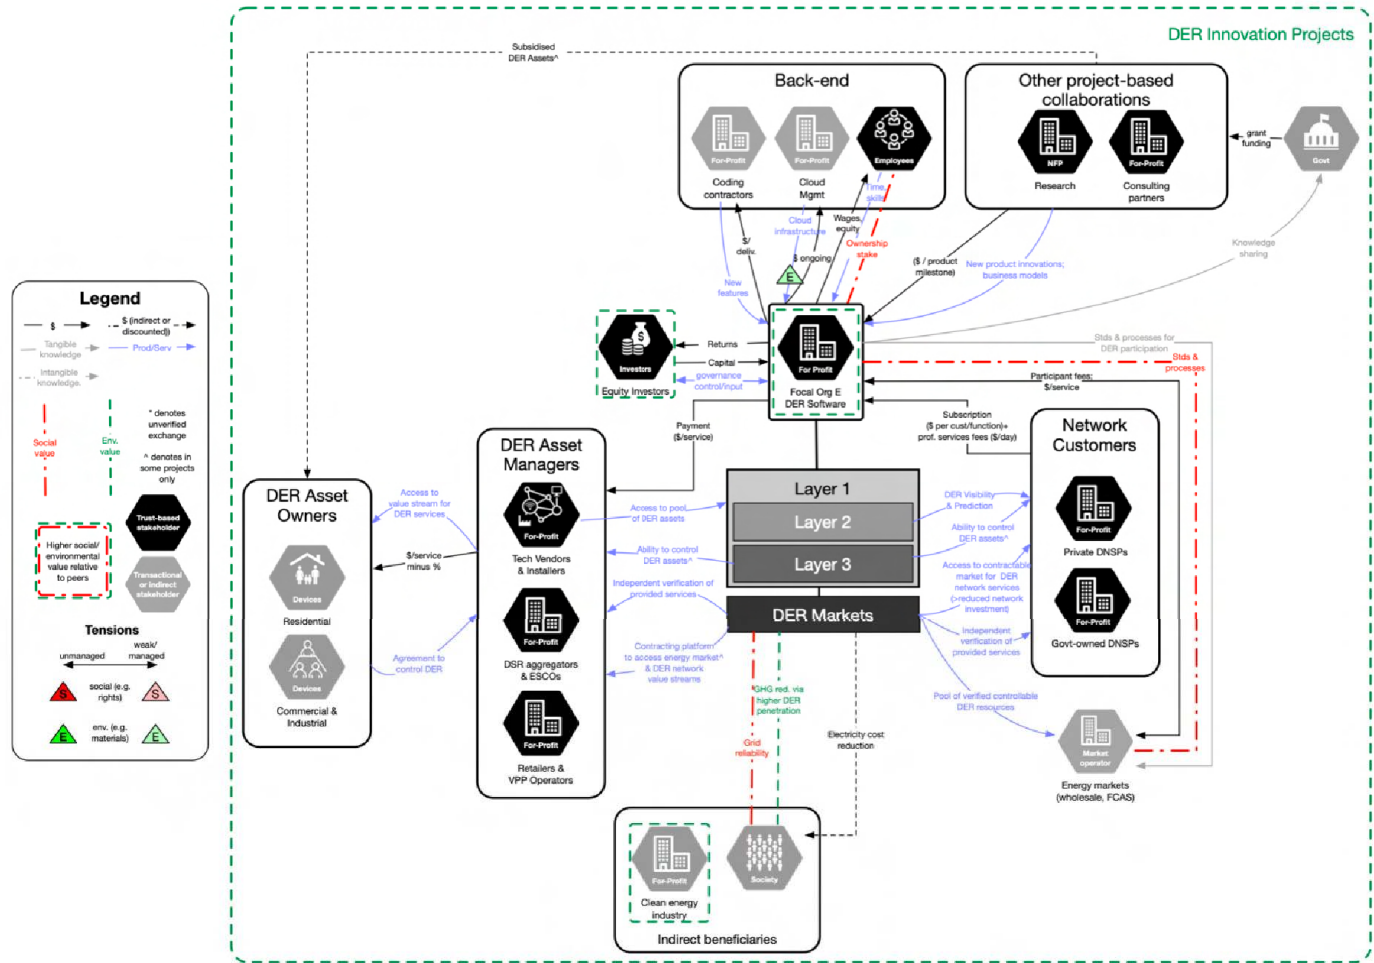 DER Innovation Projects
Subsidised
DER Assets^
Back-end
For-Profit
For-Profit
Employees
Coding
contractors
Cloud
Mgmt
Time,
skills
Other project-based
collaborations
NFP
For-Profit
Research
Consulting
partners
grant
funding
Govt
Knowledge
sharing
Cloud
infrastructure
Wages,
equity
Ownership
stake
$/
deliv.
$ ongoing
E
New
features
($ / product
milestone)
New product innovations;
business models
Legend
$
$ (indirect or
discounted))
Tangible
knowledge
Prod/Serv
Intangible
knowledge.
* denotes
unverified
exchange
Social
value
Env.
value
^ denotes in
some projects
only
Trust-based
stakeholder
Higher social/
environmental
value relative
to peers
Transactional
or indirect
stakeholder
Tensions
unmanaged
weak/
managed
S
social (e.g.
rights)
S
E
env. (e.g.
materials)
E
Investors
Equity Investors
Returns
Capital
governance
control/input
For Profit
Focal Org E
DER Software
Stds & processes for
DER participation
Stds &
processes
Participant fees;
$/service
Subscription
($ per cust/function)+
prof. services fees ($/day)
Payment
($/service)
DER Asset
Owners
Devices
Residential
Devices
Commercial &
Industrial
Access to
value stream for
DER services
$/service
minus %
Agreement to
control DER
DER Asset
Managers
For-Profit
Tech Vendors
& Installers
For-Profit
DSR aggregators
& ESCOs
For-Profit
Retailers &
VPP Operators
Access to pool
of DER assets
Ability to control
DER assets^
Independent verification of
provided services
Contracting platform
to access energy market^
& DER network
value streams
Layer 1
Layer 2
Layer 3
DER Markets
DER Visibility
& Prediction
Ability to control
DER assets^
Access to contractable
market for DER
network services
(>reduced network
investment)
Independent
verification of
provided services
Pool of verified controllable
DER resources
Network
Customers
For-Profit
Private DNSPs
For-Profit
Govt-owned DNSPs
Market
operator
Energy markets
(wholesale, FCAS)
GHG red. via
higher DER
penetration
Grid
reliability
Electricity cost
reduction
For-Profit
Clean energy
industry
Society
Indirect beneficiaries